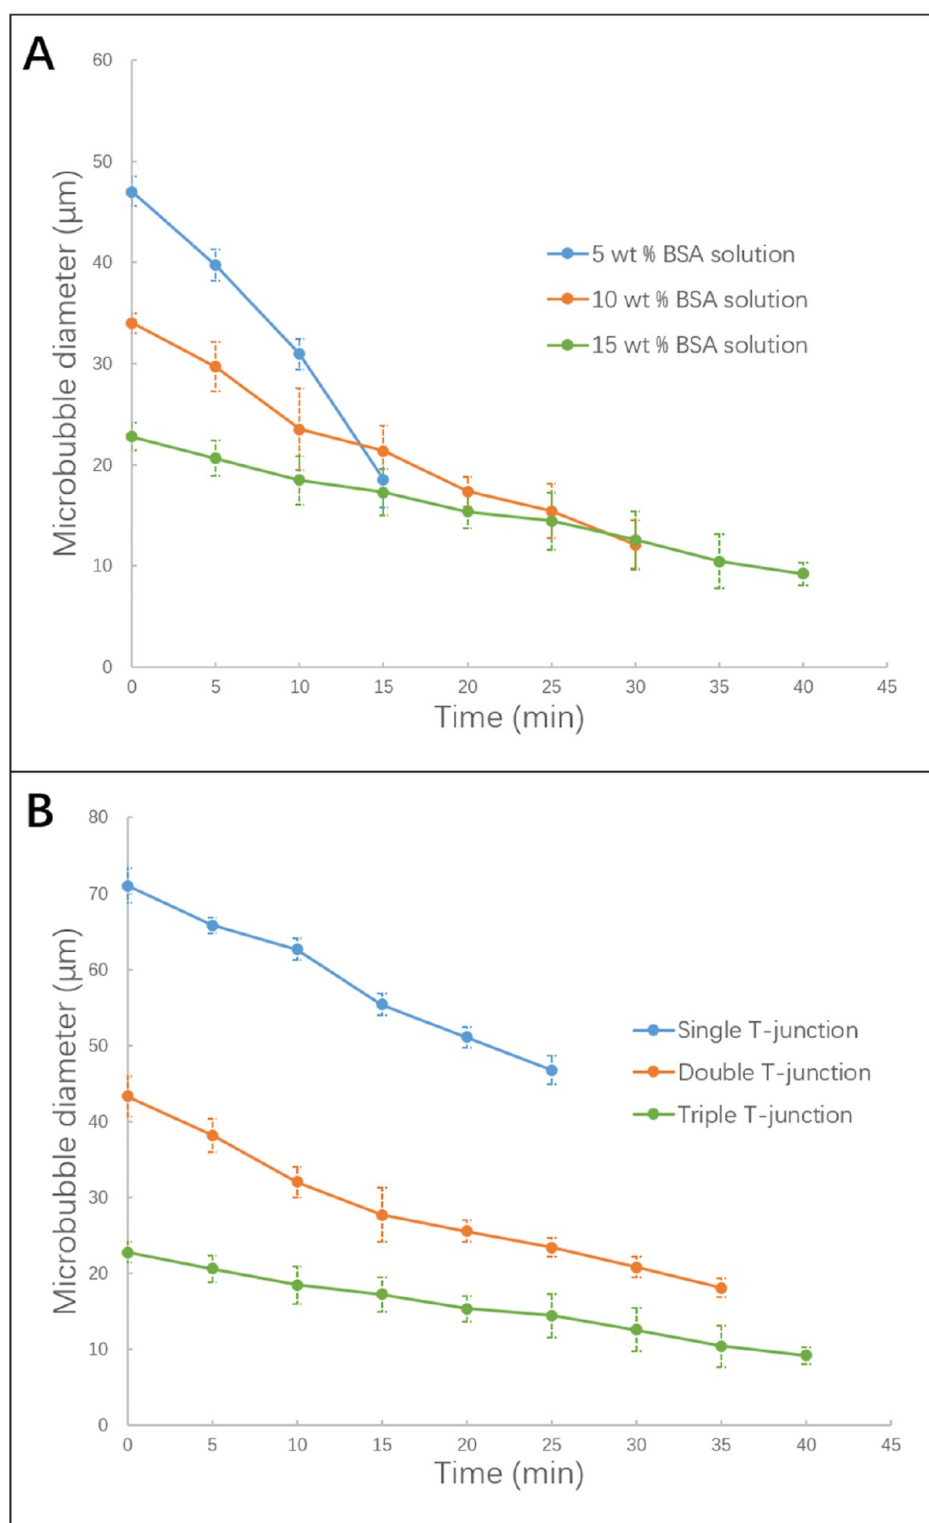 A
60
50
40
30
20
10
0
Microbubble diameter (µm)
5 wt % BSA solution
10 wt % BSA solution
15 wt % BSA solution
0 5 10 15 20 25 30 35 40 45
Time (min)
B
80
70
60
50
40
30
20
10
0
Microbubble diameter (µm)
Single T-junction
Double T-junction
Triple T-junction
0 5 10 15 20 25 30 35 40 45
Time (min)